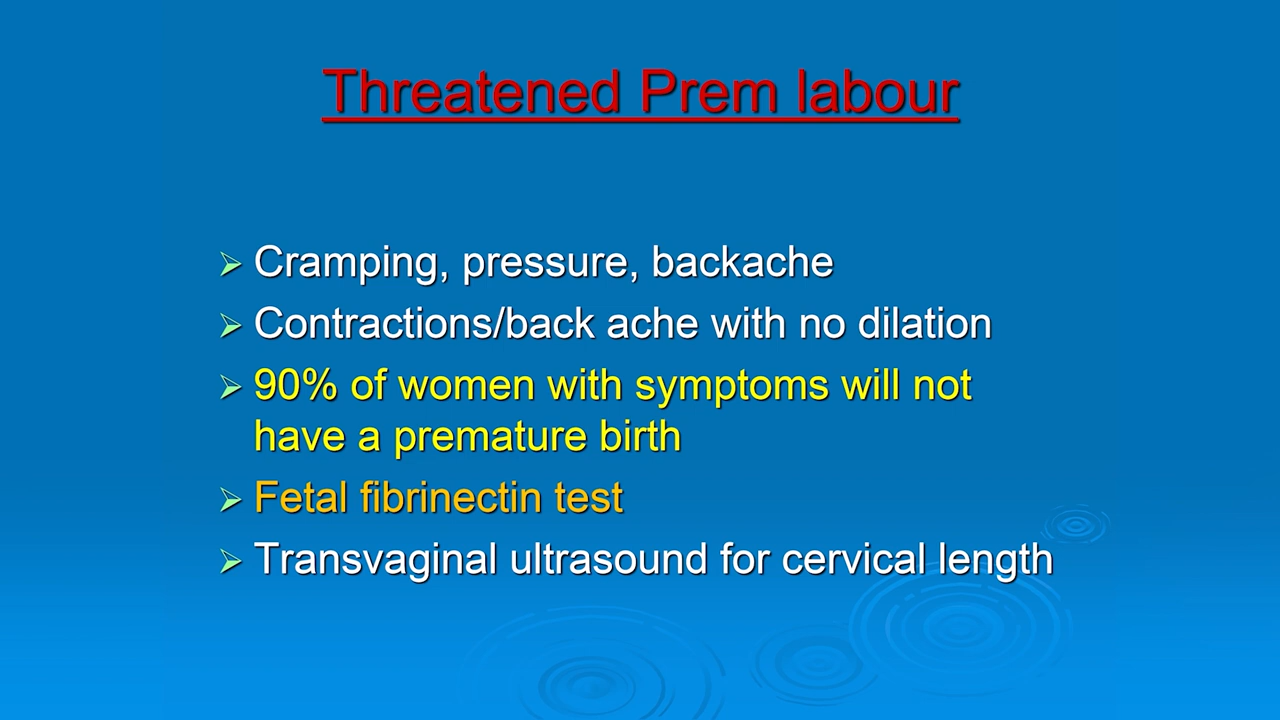 Threatened Prem labour
Cramping, pressure, backache
Contractions/back ache with no dilation
90% of women with symptoms will not
have a premature birth
Fetal fibrinectin test
Transvaginal ultrasound for cervical length